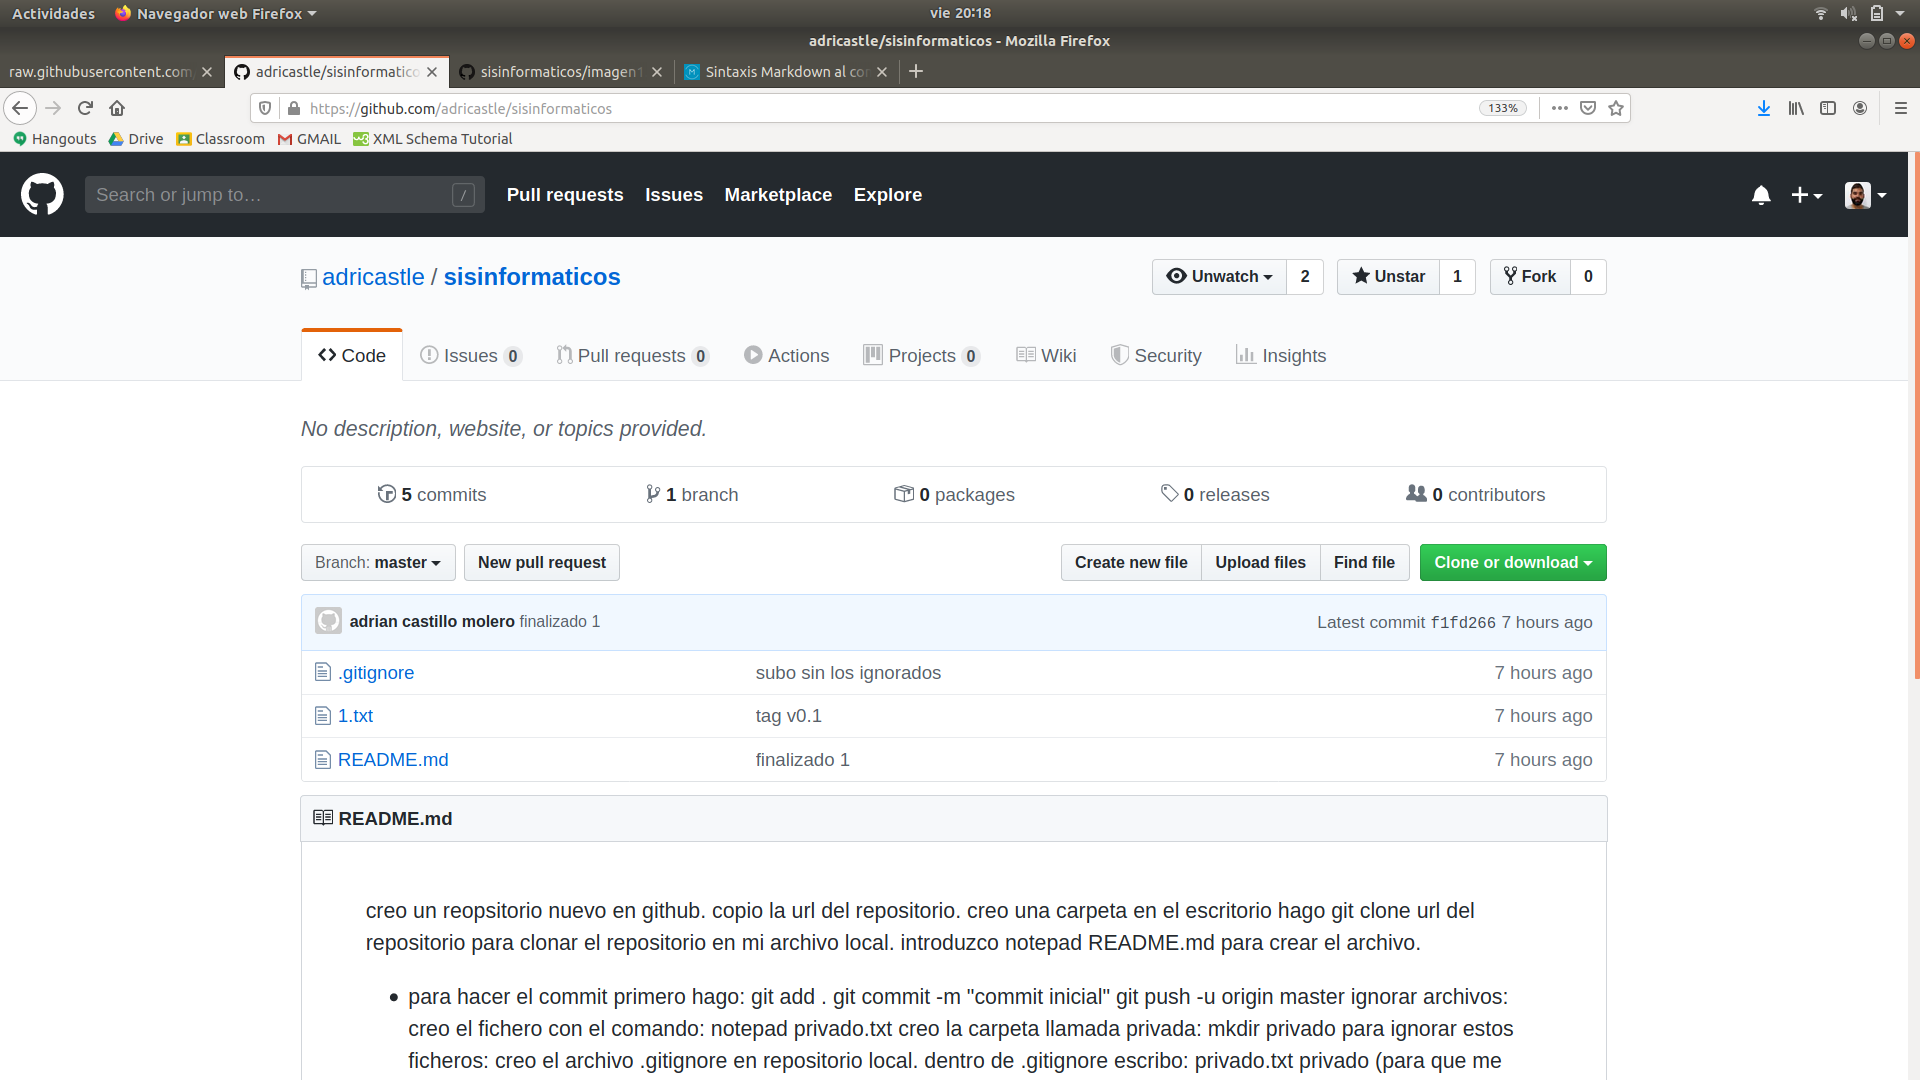 Actividades Navegador web Firefox vie 20:18
adricastle/sisinformaticos - Mozilla Firefox
raw.githubusercontent.com adricastle/sisinformatico sisinformaticos/imagen1 Sintaxis Markdown al co
https://github.com/adricastle/sisinformaticos 133%
Hangouts Drive Classroom GMAIL XML Schema Tutorial
Search or jump to… / Pull requests Issues Marketplace Explore
adricastle / sisinformaticos Unwatch 2 Unstar 1 Fork 0
Code Issues 0 Pull requests 0 Actions Projects 0 Wiki Security Insights
No description, website, or topics provided.
5 commits 1 branch 0 packages 0 releases 0 contributors
Branch: master New pull request Create new file Upload files Find file Clone or download
adrian castillo molero finalizado 1 Latest commit f1fd266 7 hours ago
.gitignore subo sin los ignorados 7 hours ago
1.txt tag v0.1 7 hours ago
README.md finalizado 1 7 hours ago
README.md
creo un reopsitorio nuevo en github. copio la url del repositorio. creo una carpeta en el escritorio hago git clone url del
repositorio para clonar el repositorio en mi archivo local. introduzco notepad README.md para crear el archivo.
• para hacer el commit primero hago: git add . git commit -m "commit inicial" git push -u origin master ignorar archivos:
creo el fichero con el comando: notepad privado.txt creo la carpeta llamada privada: mkdir privado para ignorar estos
ficheros: creo el archivo .gitignore en repositorio local. dentro de .gitignore escribo: privado.txt privado (para que me